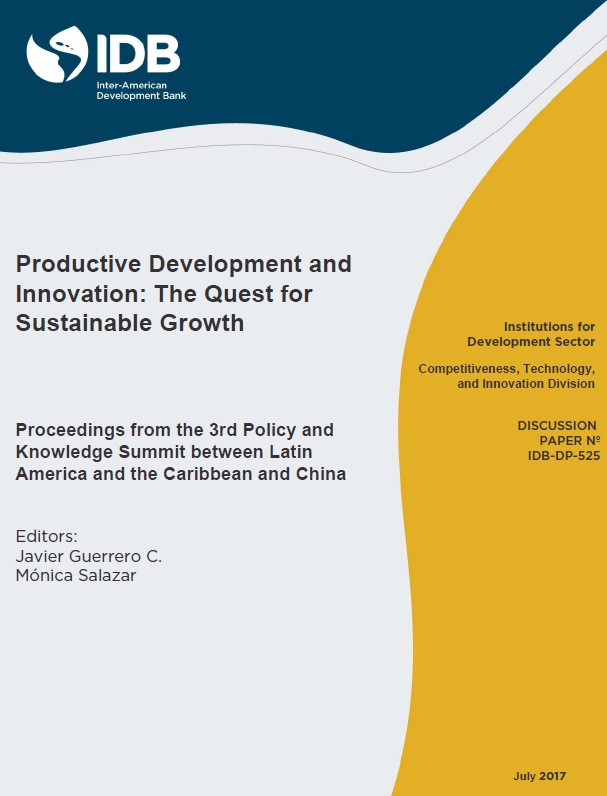 IDB
Inter-American
Development Bank
Productive Development and
Innovation: The Quest for
Sustainable Growth
Proceedings from the 3rd Policy and
Knowledge Summit between Latin
America and the Caribbean and China
Editors:
Javier Guerrero C.
Mónica Salazar
Institutions for
Development Sector
Competitiveness, Technology,
and Innovation Division
DISCUSSION
PAPER Nº
IDB-DP-525
July 2017